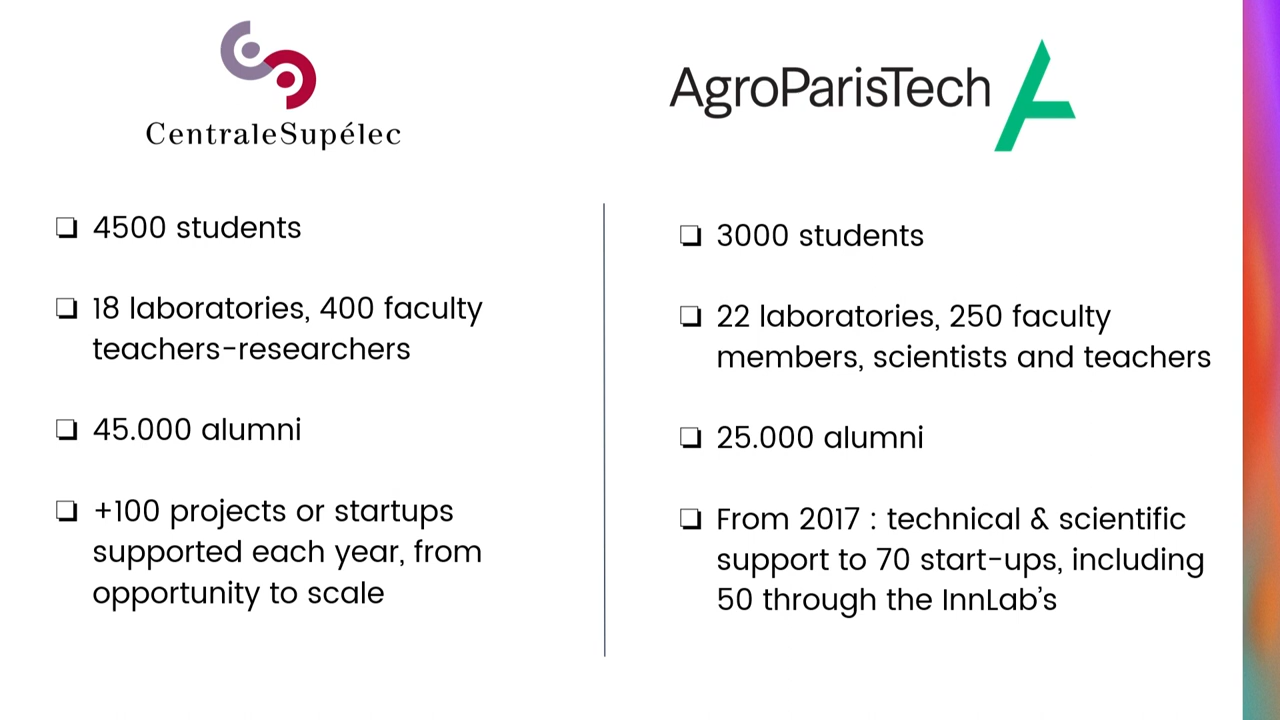 CentraleSupélec
❏ 4500 students
❏ 18 laboratories, 400 faculty
teachers-researchers
❏ 45.000 alumni
❏ +100 projects or startups
supported each year, from
opportunity to scale
AgroParisTech
❏ 3000 students
❏ 22 laboratories, 250 faculty
members, scientists and teachers
❏ 25.000 alumni
❏ From 2017 : technical & scientific
support to 70 start-ups, including
50 through the InnLab’s